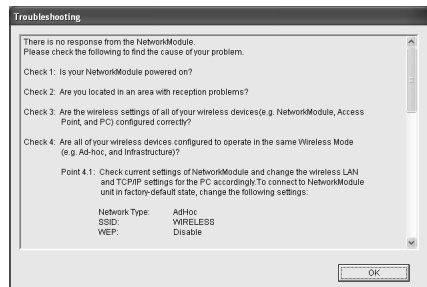 Troubleshooting
There is no response from the NetworkModule.
Please check the following to find the cause of your problem.
Check 1: Is your NetworkModule powered on?
Check 2: Are you located in an area with reception problems?
Check 3: Are the wireless settings of all of your wireless devices(e.g. NetworkModule, Access
Point, and PC) configured correctly?
Check 4: Are all of your wireless devices configured to operate in the same Wireless Mode
(e.g. Ad-hoc, and Infrastructure)?
Point 4.1: Check current settings of NetworkModule and change the wireless LAN
and TCP/IP settings for the PC accordingly.To connect to NetworkModule
unit in factory-default state, change the following settings:
Network Type: AdHoc
SSID: WIRELESS
WEP: Disable
OK